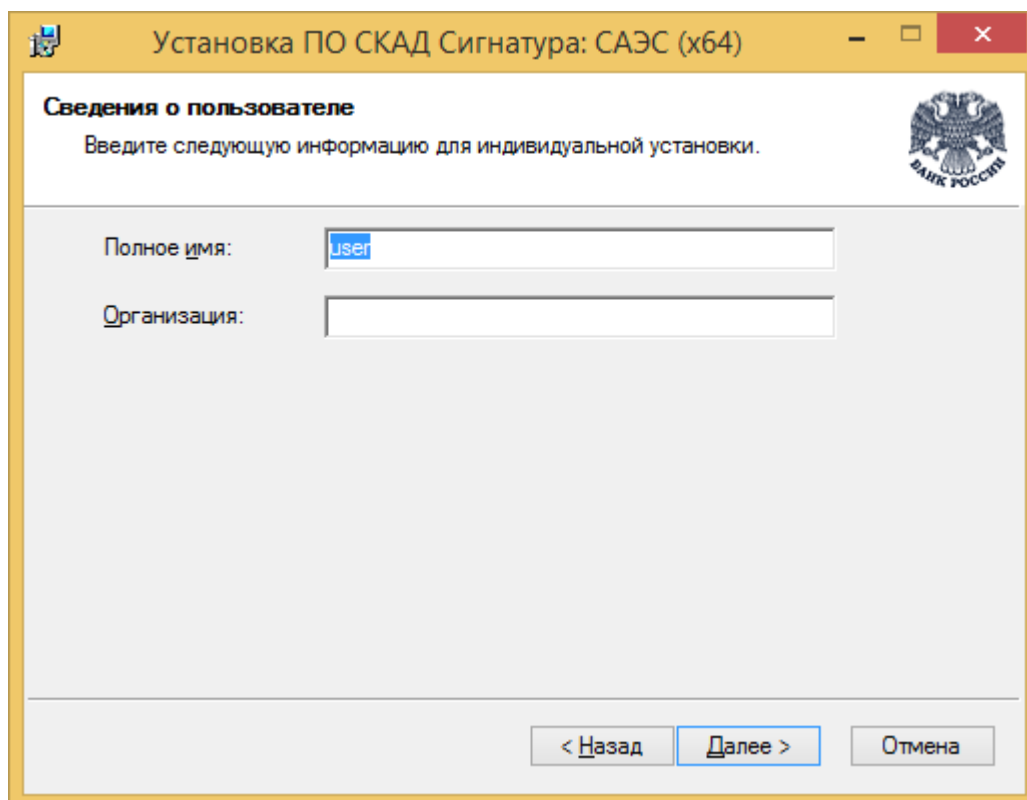 Установка ПО СКАД Сигнатура: САЭС (x64)
Сведения о пользователе
Введите следующую информацию для индивидуальной установки.
БАНК РОССИИ
Полное имя:
user
Организация:
< Назад
Далее >
Отмена